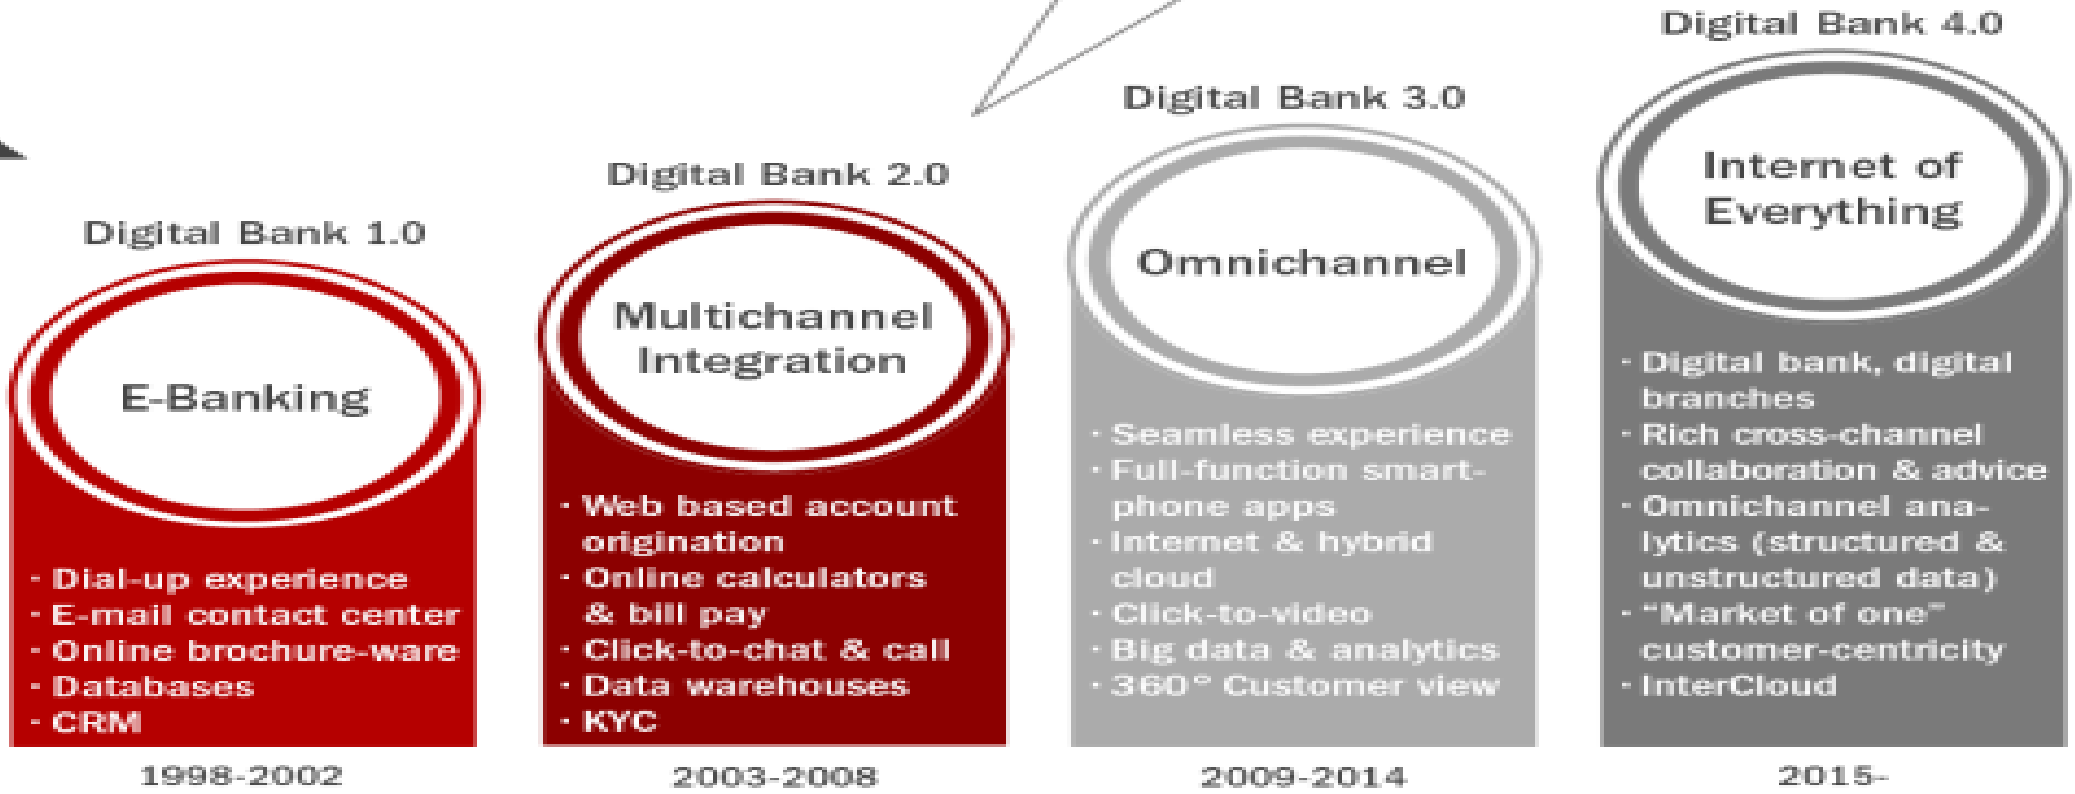 Digital Bank 1.0
E-Banking
· Dial-up experience
· E-mail contact center
· Online brochure-ware
· Databases
· CRM
1998-2002
Digital Bank 2.0
Multichannel
Integration
· Web based account
origination
· Online calculators
& bill pay
· Click-to-chat & call
· Data warehouses
· KYC
2003-2008
Digital Bank 3.0
Omnichannel
· Seamless experience
· Full-function smart-
phone apps
· Internet & hybrid
cloud
· Click-to-video
· Big data & analytics
· 360° Customer view
2009-2014
Digital Bank 4.0
Internet of
Everything
· Digital bank, digital
branches
· Rich cross-channel
collaboration & advice
· Omnichannel ana-
lytics (structured &
unstructured data)
· “Market of one”
customer-centricity
· InterCloud
2015-